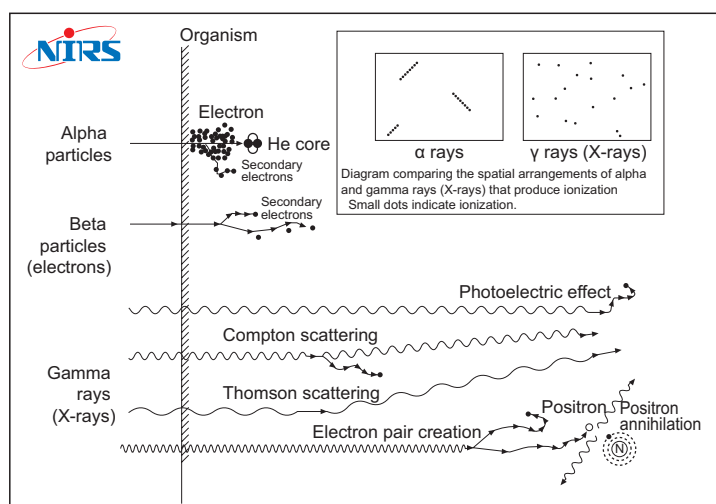 NIRS
Organism
Alpha
particles
Electron
He core
Secondary
electrons
α rays
γ rays (X-rays)
Diagram comparing the spatial arrangements of alpha
and gamma rays (X-rays) that produce ionization
Small dots indicate ionization.
Beta
particles
(electrons)
Secondary
electrons
Photoelectric effect
Compton scattering
Gamma
rays
(X-rays)
Thomson scattering
Electron pair creation
Positron
Positron
annihilation
N